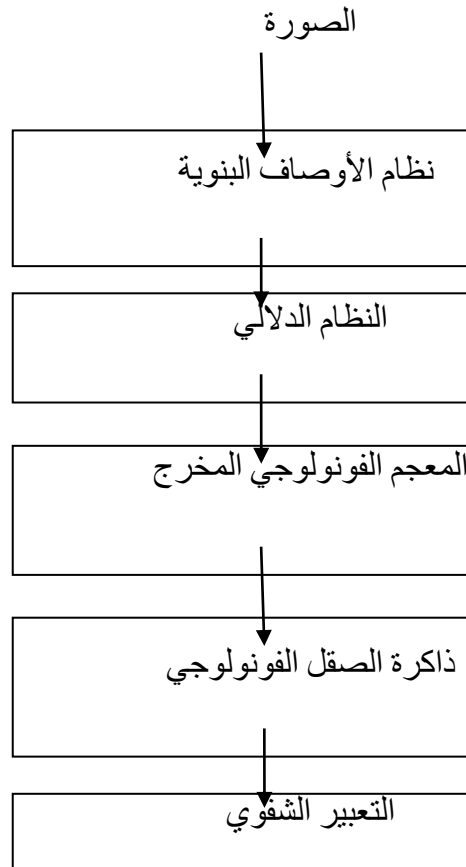 الصورة
نظام الأوصاف البنوية
النظام الدلالي
المعجم الفونولوجي المخرج
ذاكرة الصقل الفونولوجي
التعبير الشفوي